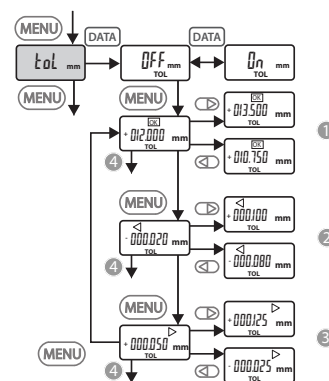 MENU
DATA DATA
toL mm OFF mm TOL On mm TOL
MENU MENU
OK + 013.500 mm TOL
1
OK + 012.000 mm TOL
OK + 010.750 mm TOL
4
MENU
+ 000.100 mm TOL
2
- 000.020 mm TOL
- 000.080 mm TOL
4
MENU
+ 000.125 mm TOL
3
+ 000.050 mm TOL
MENU
- 000.025 mm TOL
4